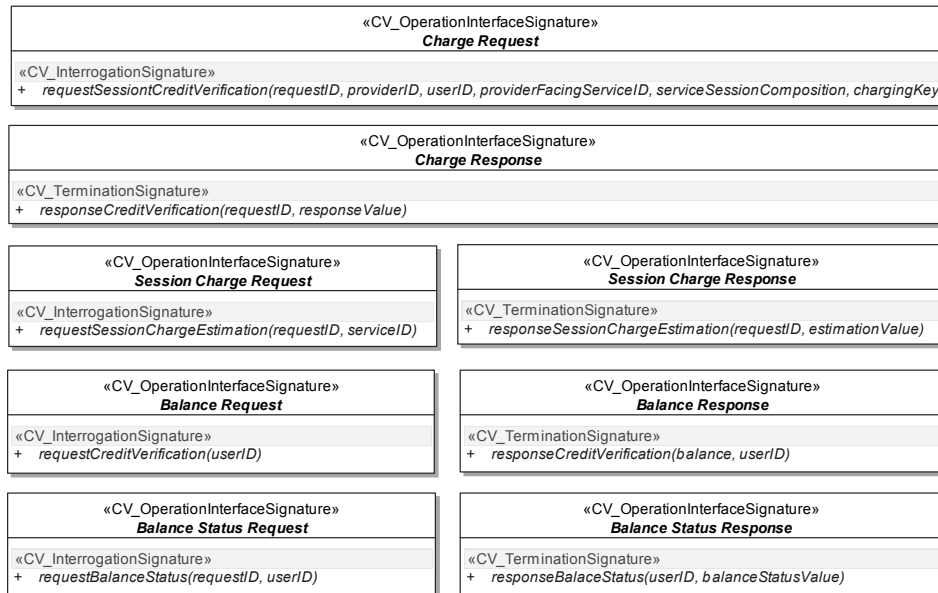 «CV_OperationInterfaceSignature»
Charge Request
«CV_InterrogationSignature»
+ requestSessiontCreditVerification(requestID, providerID, userID, providerFacingServiceID, serviceSessionComposition, chargingKey
«CV_OperationInterfaceSignature»
Charge Response
«CV_TerminationSignature»
+ responseCreditVerification(requestID, responseValue)
«CV_OperationInterfaceSignature»
Session Charge Request
«CV_InterrogationSignature»
+ requestSessionChargeEstimation(requestID, serviceID)
«CV_OperationInterfaceSignature»
Session Charge Response
«CV_TerminationSignature»
+ responseSessionChargeEstimation(requestID, estimationValue)
«CV_OperationInterfaceSignature»
Balance Request
«CV_InterrogationSignature»
+ requestCreditVerification(userID)
«CV_OperationInterfaceSignature»
Balance Response
«CV_TerminationSignature»
+ responseCreditVerification(balance, userID)
«CV_OperationInterfaceSignature»
Balance Status Request
«CV_InterrogationSignature»
+ requestBalanceStatus(requestID, userID)
«CV_OperationInterfaceSignature»
Balance Status Response
«CV_TerminationSignature»
+ responseBalaceStatus(userID, balanceStatusValue)